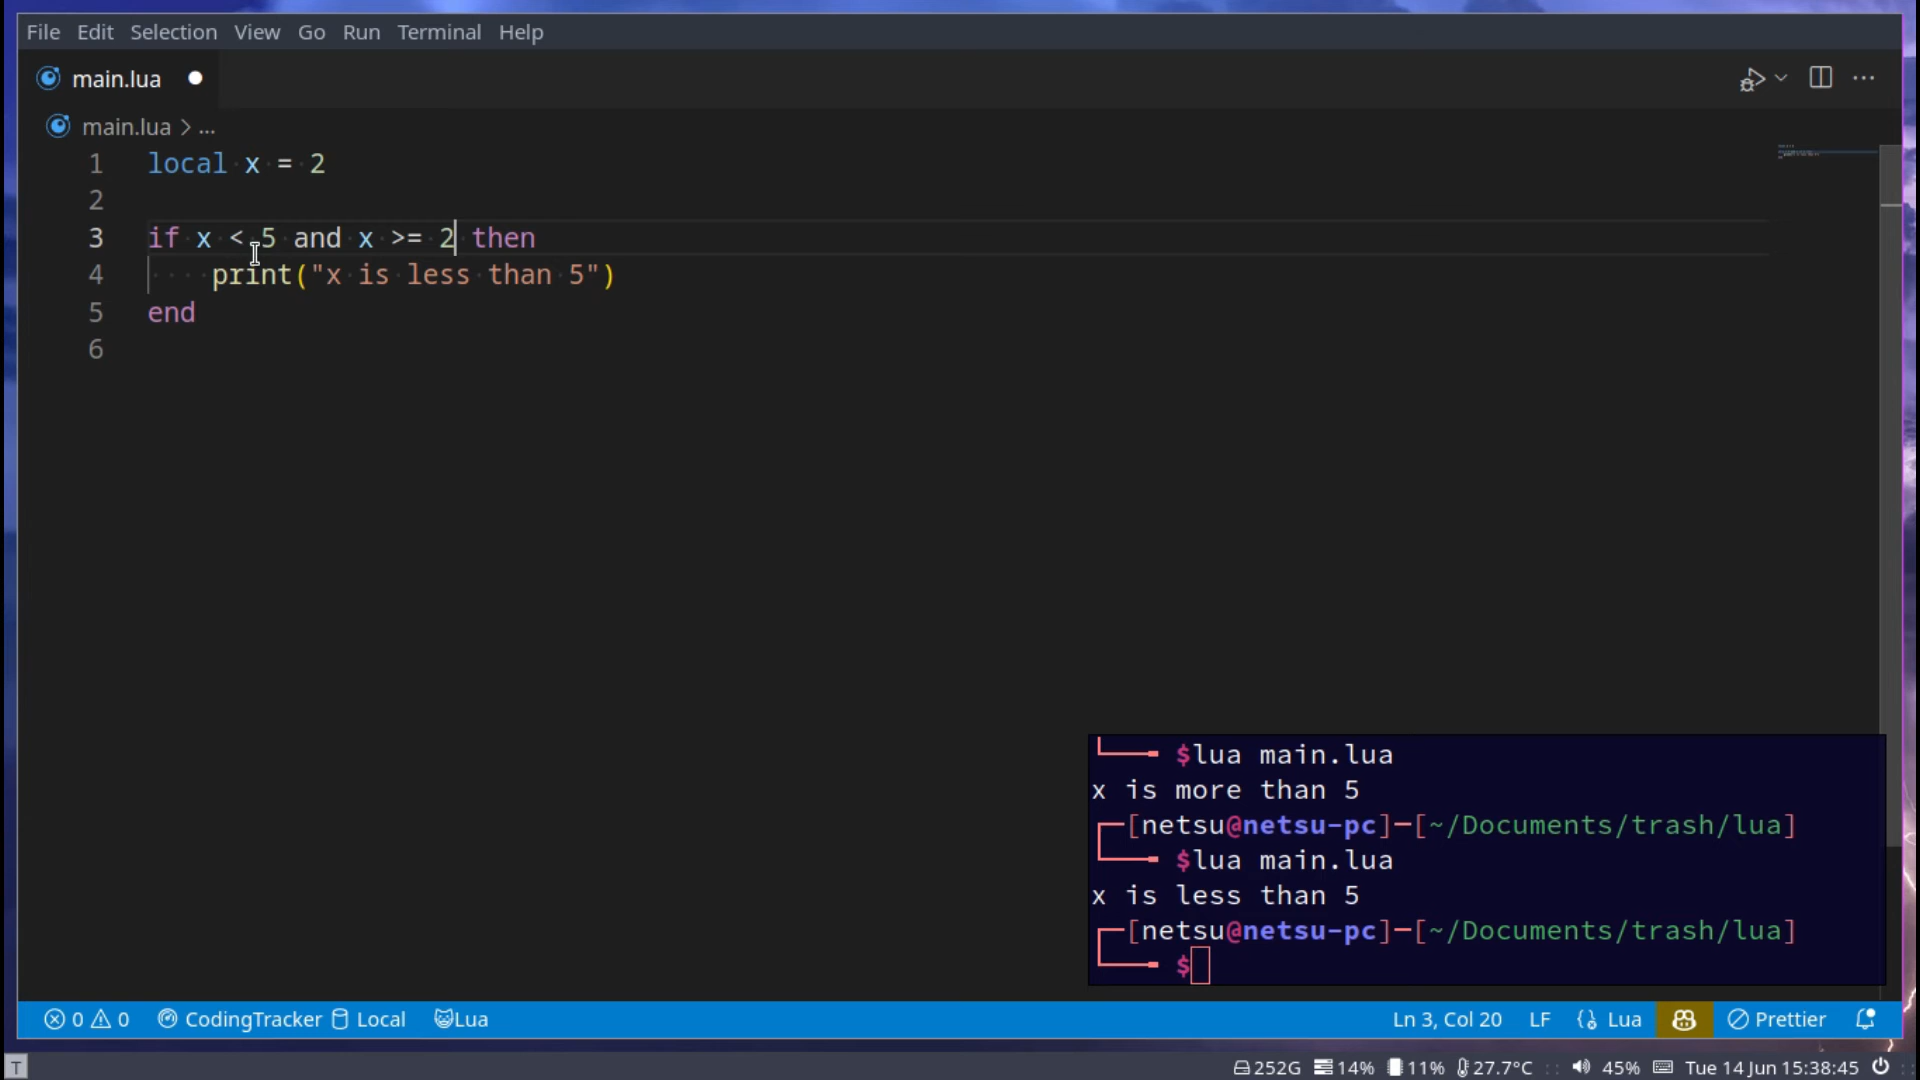 File Edit Selection View Go Run Terminal Help
main.lua
main.lua > ...
1 local x = 2
2
3 if x < 5 and x >= 2 then
4 print("x is less than 5")
5 end
6
$lua main.lua
x is more than 5
[netsu@netsu-pc]-[~/Documents/trash/lua]
$lua main.lua
x is less than 5
[netsu@netsu-pc]-[~/Documents/trash/lua]
$
0 0 CodingTracker Local Lua Ln 3, Col 20 LF Lua Prettier
T 252G 14% 11% 27.7°C :: 45% Tue 14 Jun 15:38:45